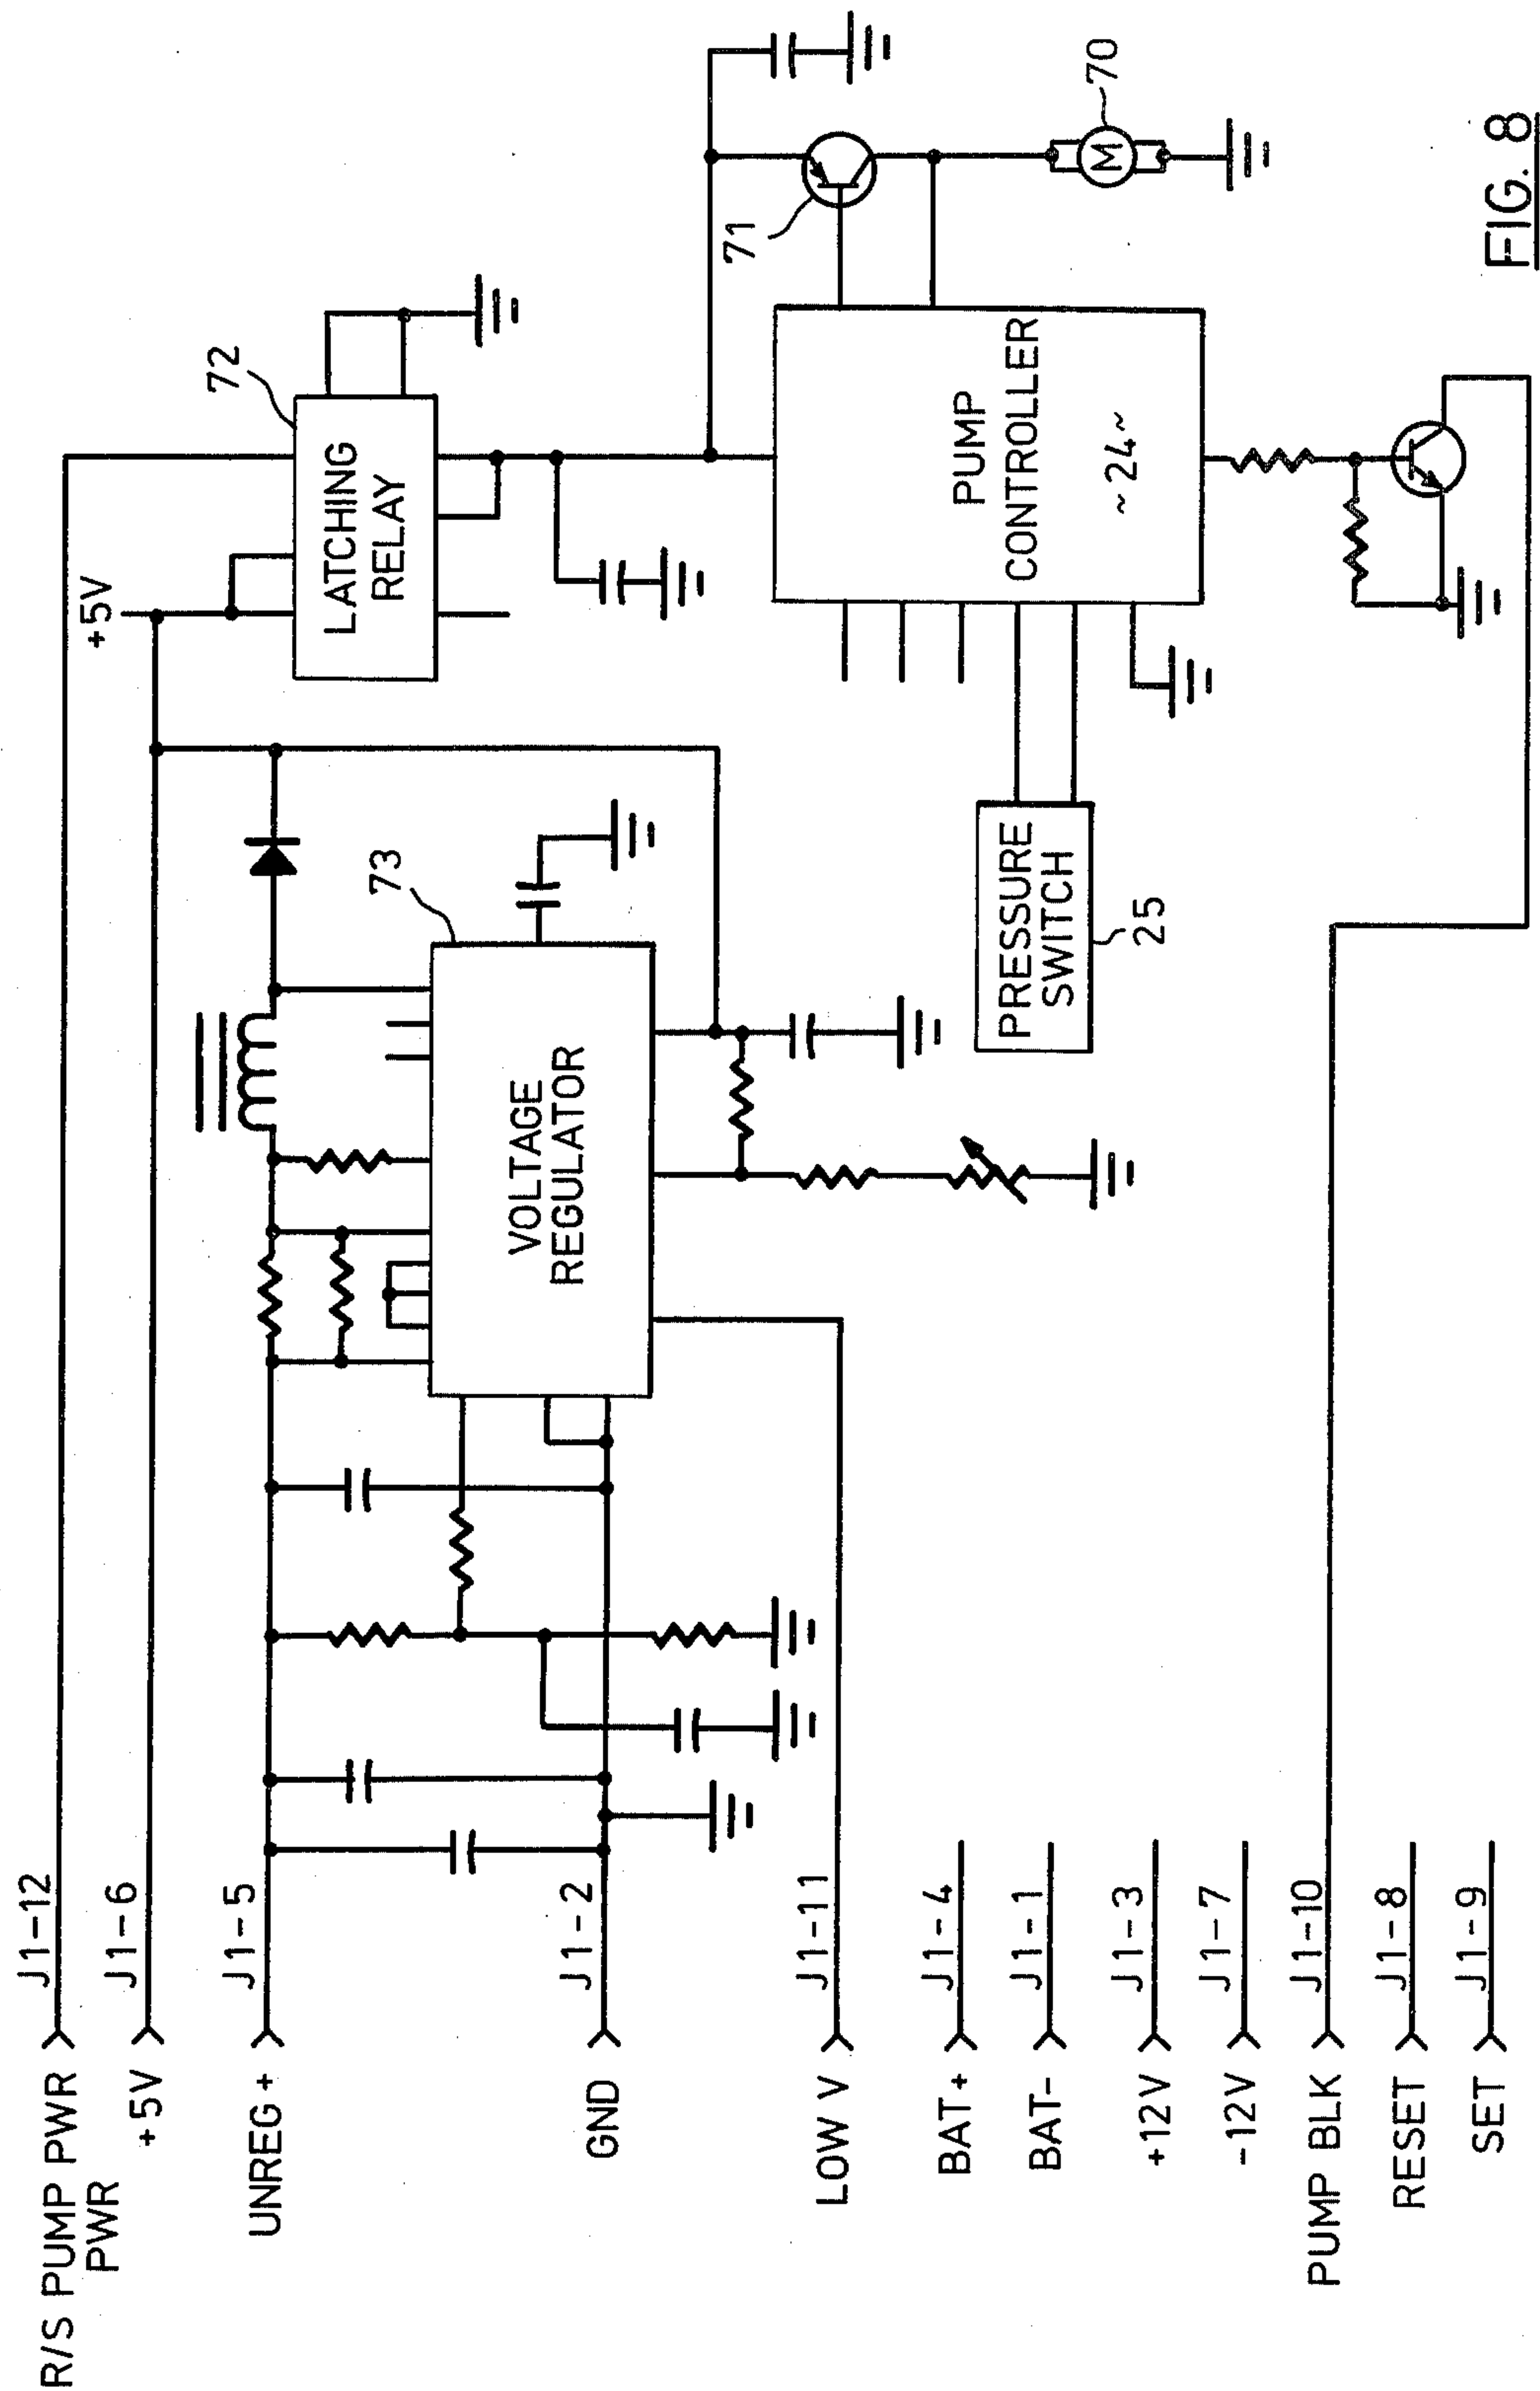 R/S PUMP PWR
PWR
J1-12
+5V
J1-6
UNREG+
J1-5
GND
J1-2
LOW V
J1-11
BAT+
J1-4
BAT-
J1-1
+12V
J1-3
-12V
J1-7
PUMP BLK
J1-10
RESET
J1-8
SET
J1-9
73
VOLTAGE
REGULATOR
+5V
72
LATCHING
RELAY
PRESSURE
SWITCH
25
PUMP
CONTROLLER
~24~
71
M
70
FIG. 8